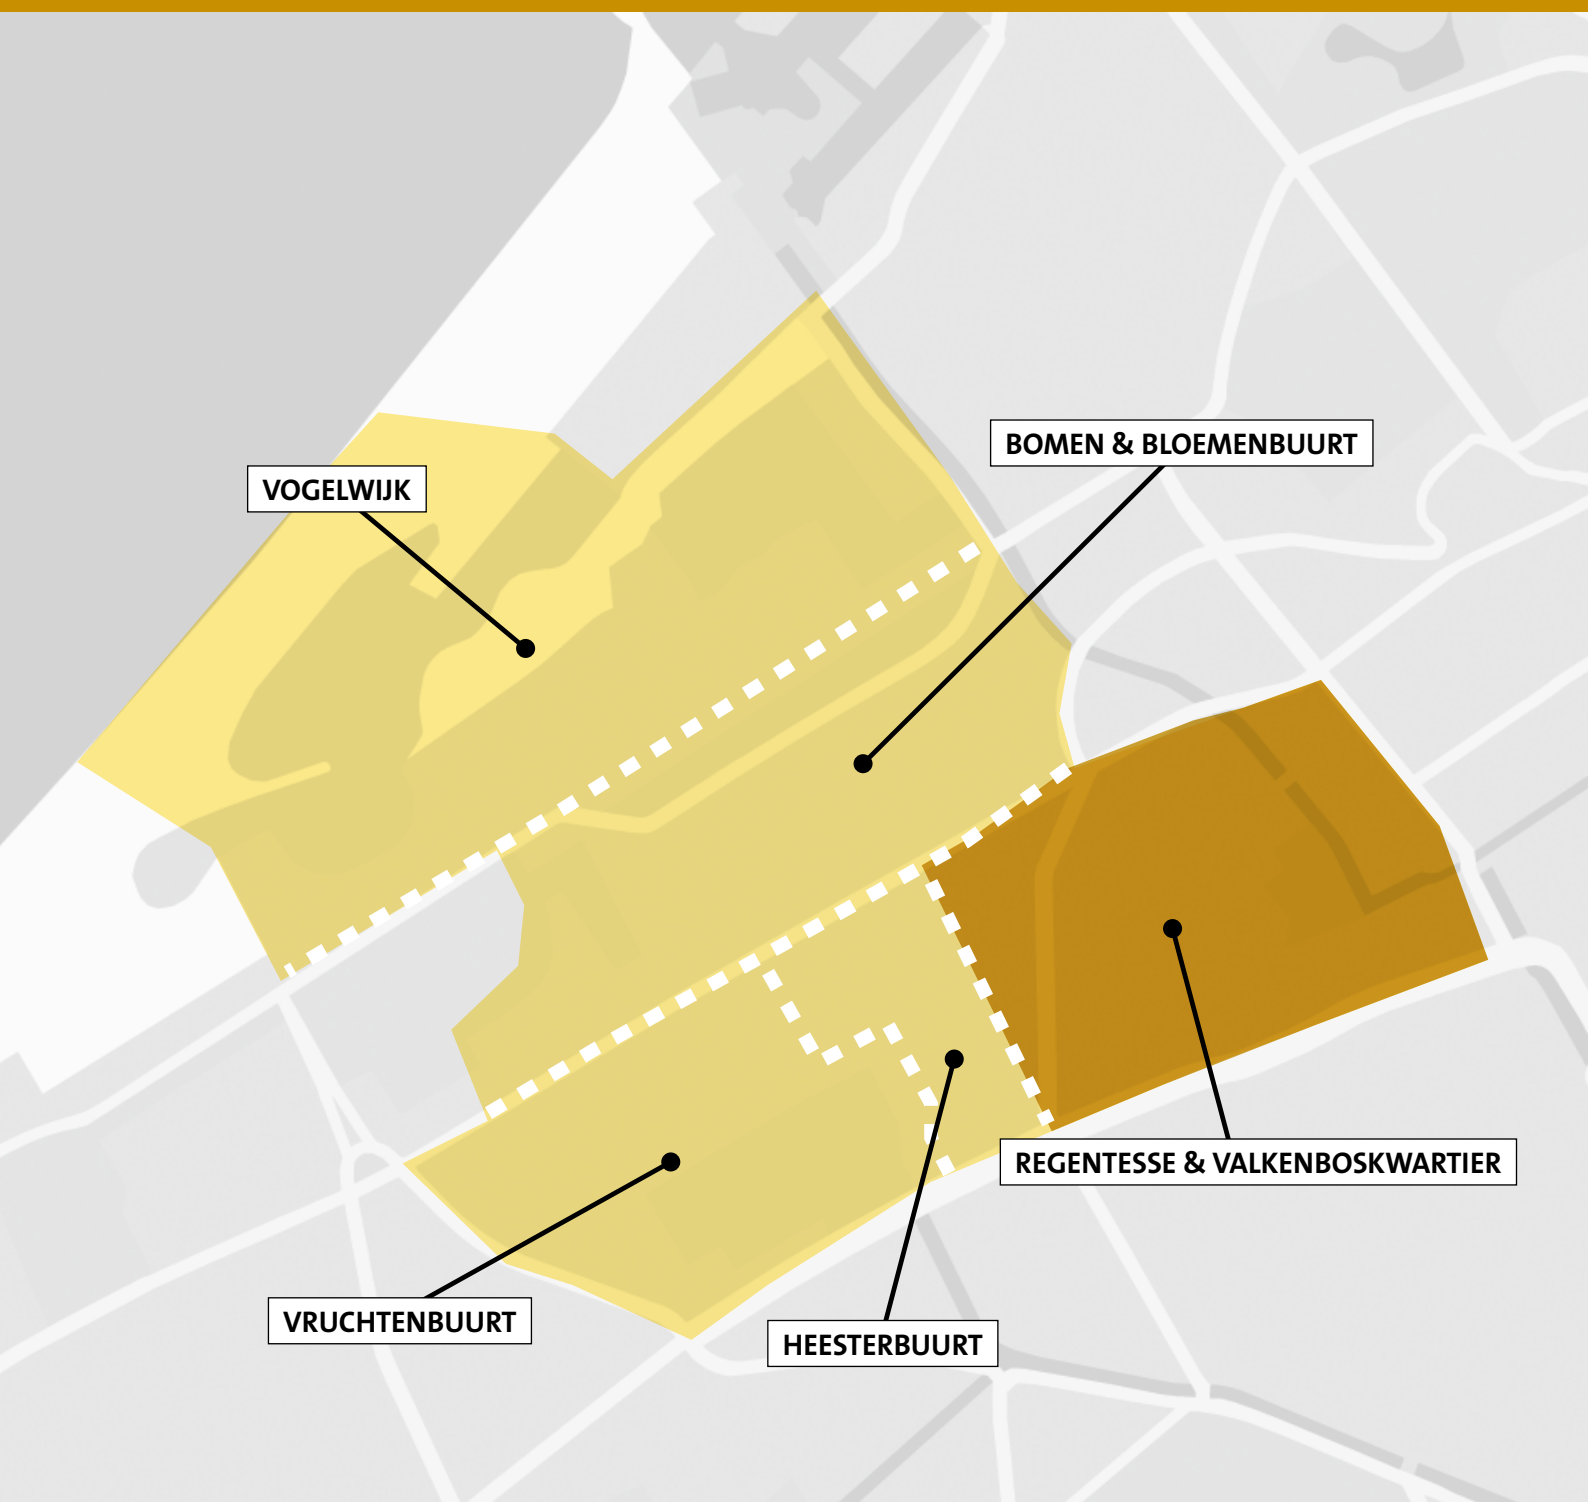 BOMEN & BLOEMENBUURT
VOGELWIJK
REGENTESSE & VALKENBOSKWARTIER
VRUCHTENBUURT
HEESTERBUURT